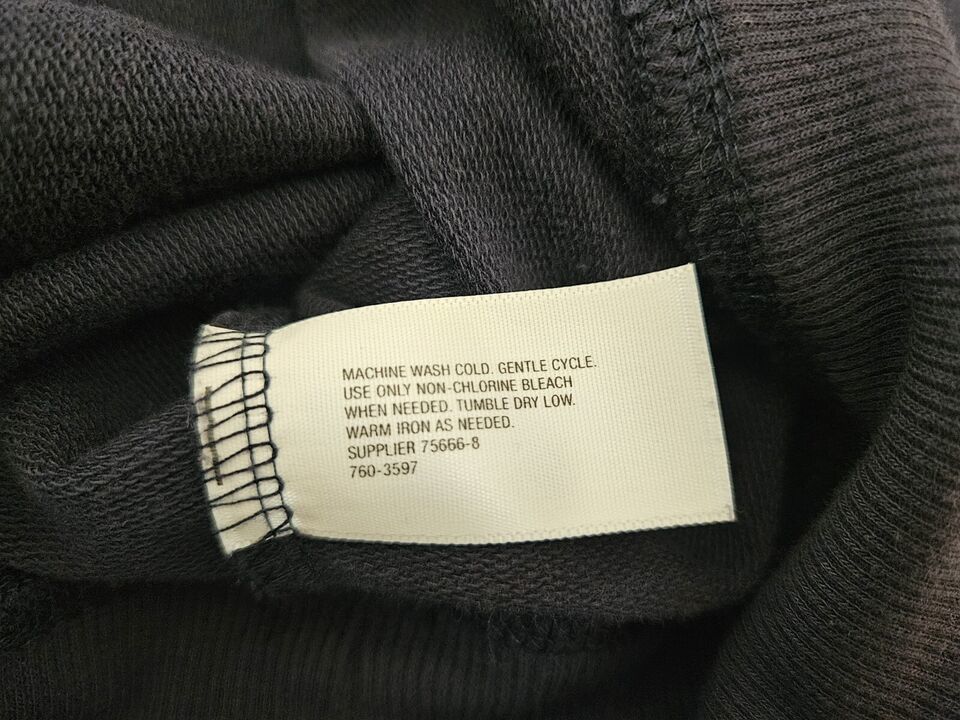 MACHINE WASH COLD. GENTLE CYCLE.
USE ONLY NON-CHLORINE BLEACH
WHEN NEEDED. TUMBLE DRY LOW.
WARM IRON AS NEEDED.
SUPPLIER 75666-8
760-3597